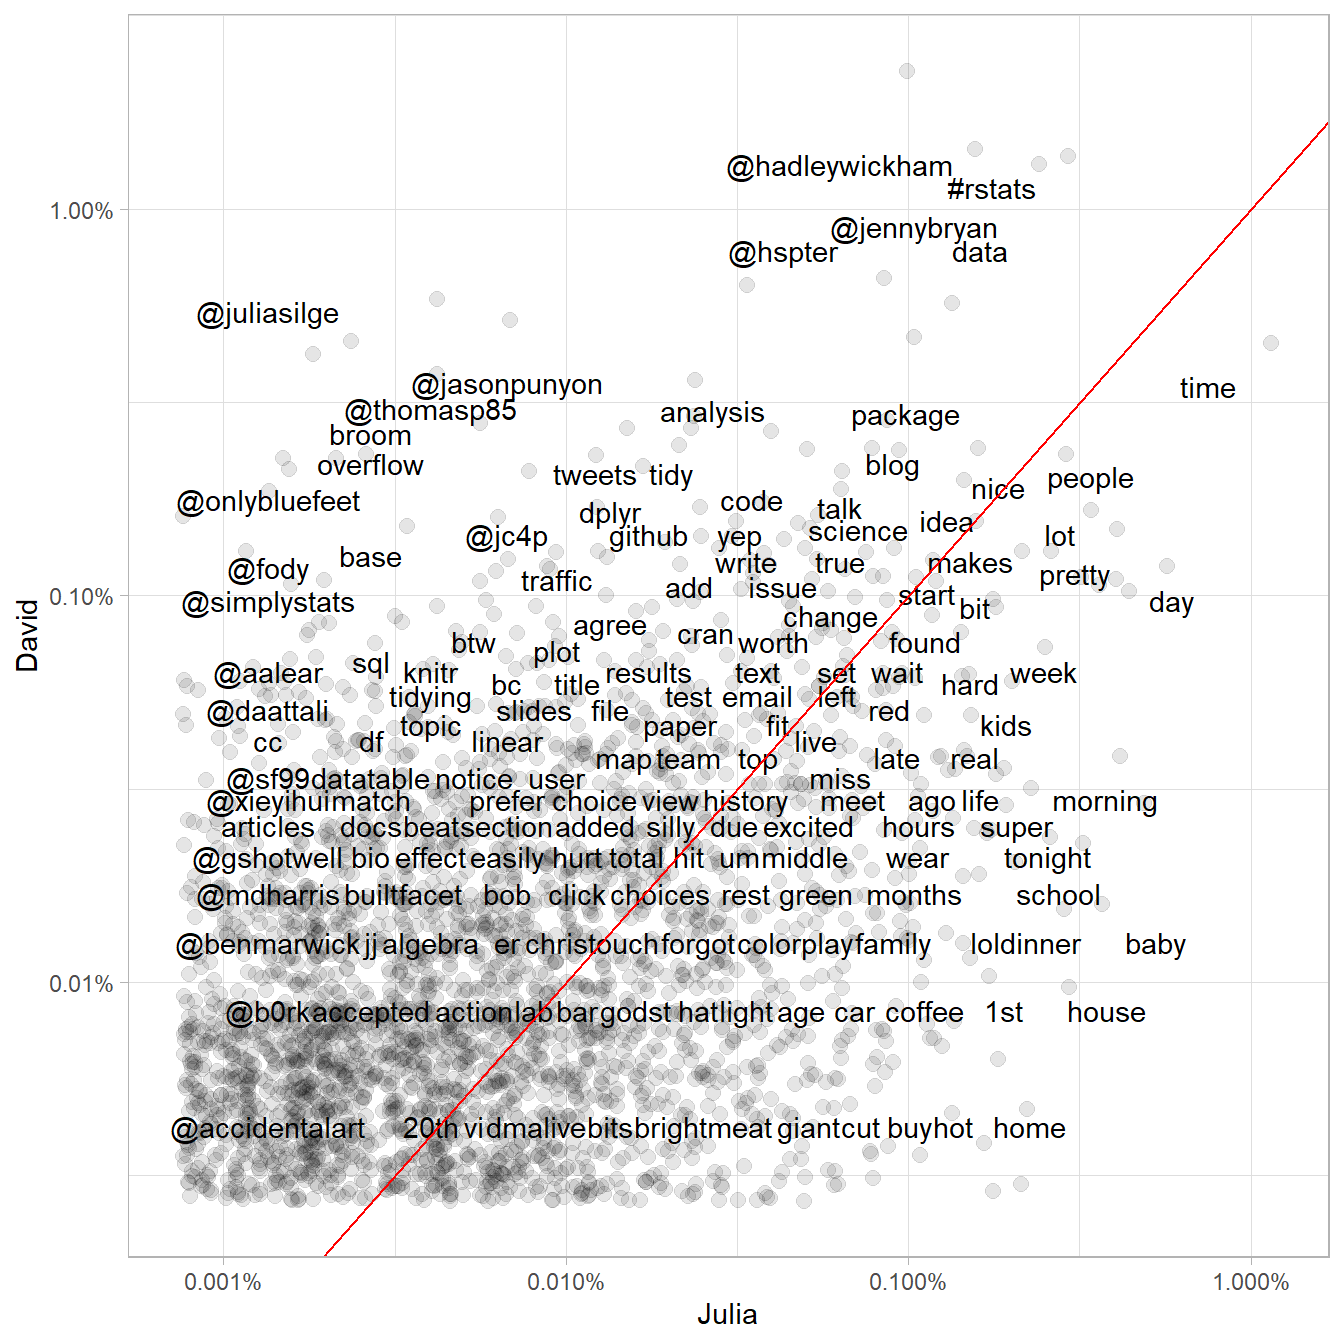 @hadleywickham
#rstats
1.00%
@jennybryan
@hspter data
@juliasilge
@jasonpunyon time
@thomasp85 analysis package
broom
overflow blog
tweets tidy people
nice
@onlybluefeet code
dplyr talk
idea
@jc4p github yep science lot
base write true makes
@fody traffic pretty
add issue
0.10%
@simplystats start day
bit
change
agree
cran
btw worth found
plot
David
sql
@aalear knitr results text set wait week
bc title hard
tidying test email left
@daattali slides file red
topic paper fit kids
cc df linear live
map team top late real
@sf99 datatable notice user miss
@xieyihui match prefer choice view history meet ago life morning
articles docs beat section added silly due excited hours super
@gshotwell bio effect easily hurt total hit um middle wear tonight
@mdharris built facet bob click choices rest green months school
@benmarwick jj algebra er chris touch forgot color play family lol dinner baby
0.01%
@b0rk accepted action lab bar god st hat light age car coffee 1st house
@accidentalart 20th vid ma live bits bright meat giant cut buy hot home
0.001% 0.010% 0.100% 1.000%
Julia